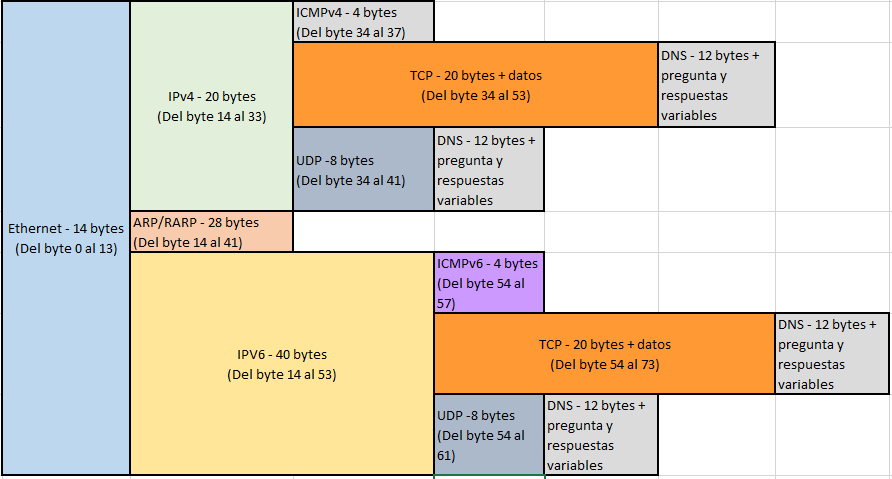 ICMPv4 - 4 bytes
(Del byte 34 al 37)
IPv4 - 20 bytes
(Del byte 14 al 33)
TCP - 20 bytes + datos
(Del byte 34 al 53)
DNS - 12 bytes +
pregunta y
respuestas
variables
UDP -8 bytes
(Del byte 34 al 41)
DNS - 12 bytes +
pregunta y
respuestas
variables
Ethernet - 14 bytes
(Del byte 0 al 13)
ARP/RARP - 28 bytes
(Del byte 14 al 41)
ICMPv6 - 4 bytes
(Del byte 54 al
57)
IPV6 - 40 bytes
(Del byte 14 al 53)
TCP - 20 bytes + datos
(Del byte 54 al 73)
DNS - 12 bytes +
pregunta y
respuestas
variables
UDP -8 bytes
(Del byte 54 al
61)
DNS - 12 bytes +
pregunta y
respuestas
variables